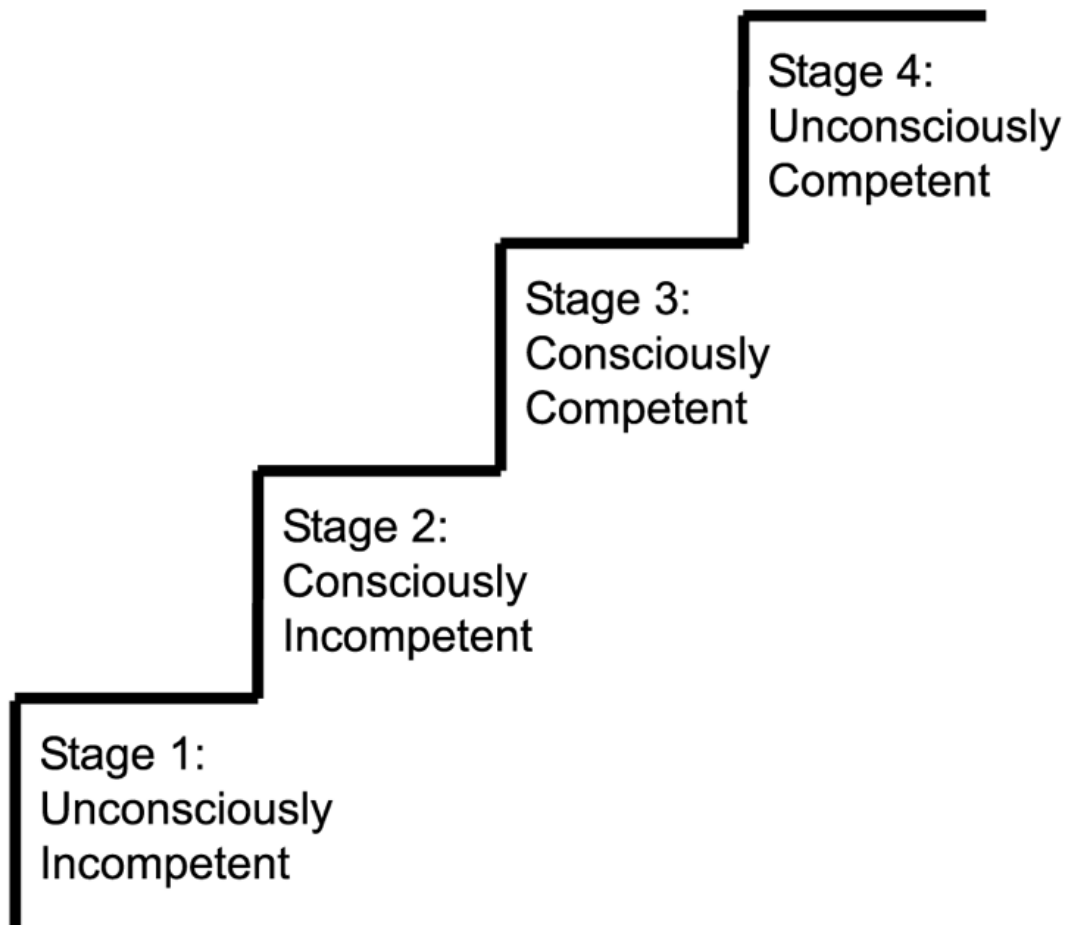 Stage 4:
Unconsciously
Competent
Stage 3:
Consciously
Competent
Stage 2:
Consciously
Incompetent
Stage 1:
Unconsciously
Incompetent